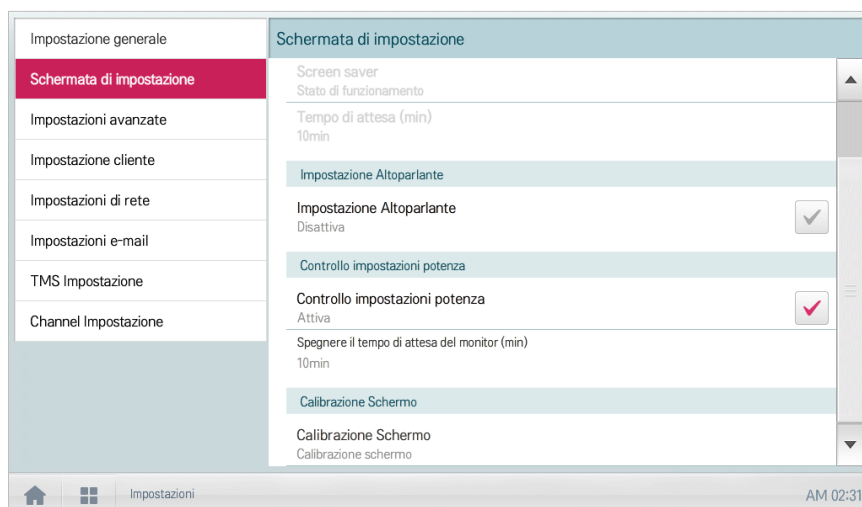 Impostazione generale
Schermata di impostazione
Impostazioni avanzate
Impostazione cliente
Impostazioni di rete
Impostazioni e-mail
TMS Impostazione
Channel Impostazione
Schermata di impostazione
Screen saver
Stato di funzionamento
Tempo di attesa (min)
10min
Impostazione Altoparlante
Impostazione Altoparlante
Disattiva
Controllo impostazioni potenza
Controllo impostazioni potenza
Attiva
Spegnere il tempo di attesa del monitor (min)
10min
Calibrazione Schermo
Calibrazione Schermo
Calibrazione schermo
Impostazioni
AM 02:31